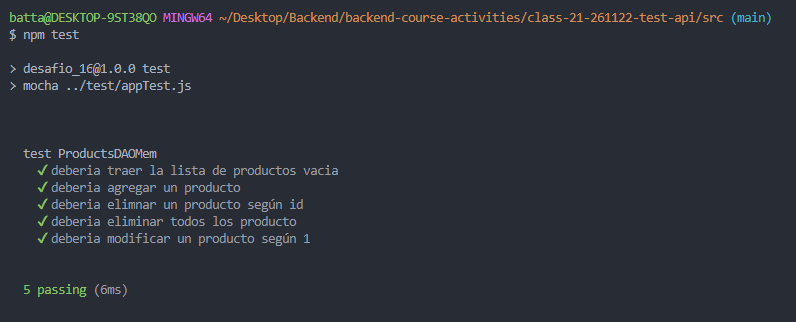 batta@DESKTOP-9ST38QO MINGW64 ~/Desktop/Backend/backend-course-activities/class-21-261122-test-api/src (main)
$ npm test
> desafio_16@1.0.0 test
> mocha ../test/appTest.js
test ProductsDAOMem
✔ deberia traer la lista de productos vacia
✔ deberia agregar un producto
✔ deberia elimnar un producto según id
✔ deberia eliminar todos los producto
✔ deberia modificar un producto según 1
5 passing (6ms)